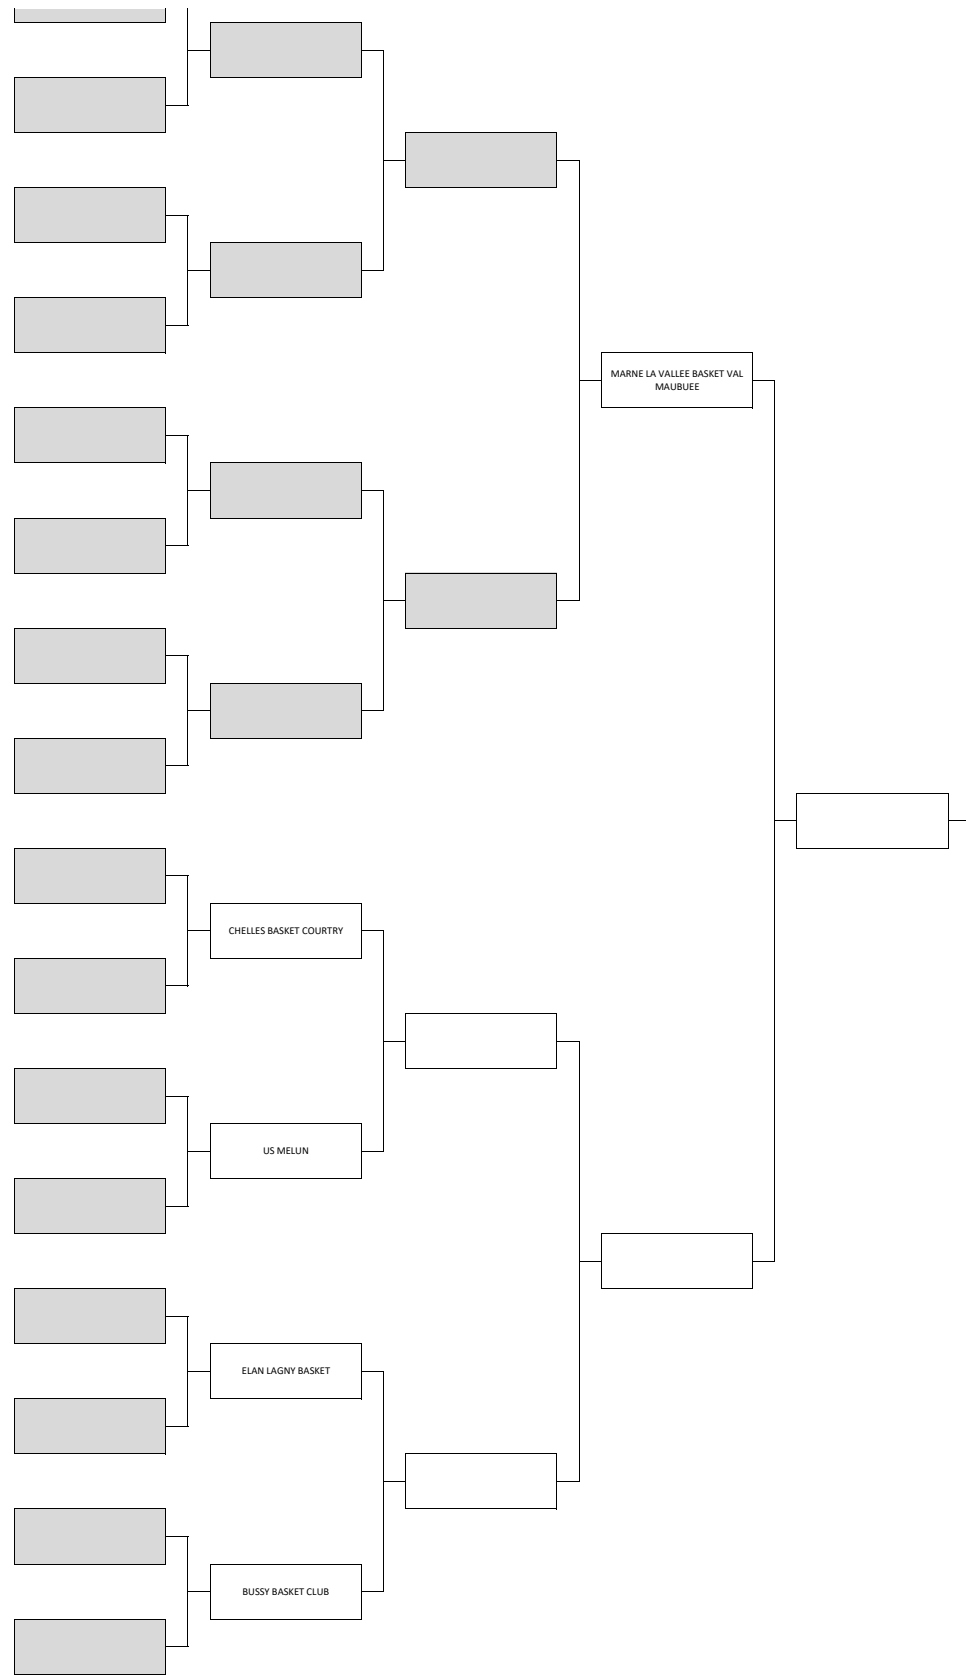 MARNE LA VALLEE BASKET VAL
MAUBUEE
CHELLES BASKET COURTRY
US MELUN
ELAN LAGNY BASKET
BUSSY BASKET CLUB